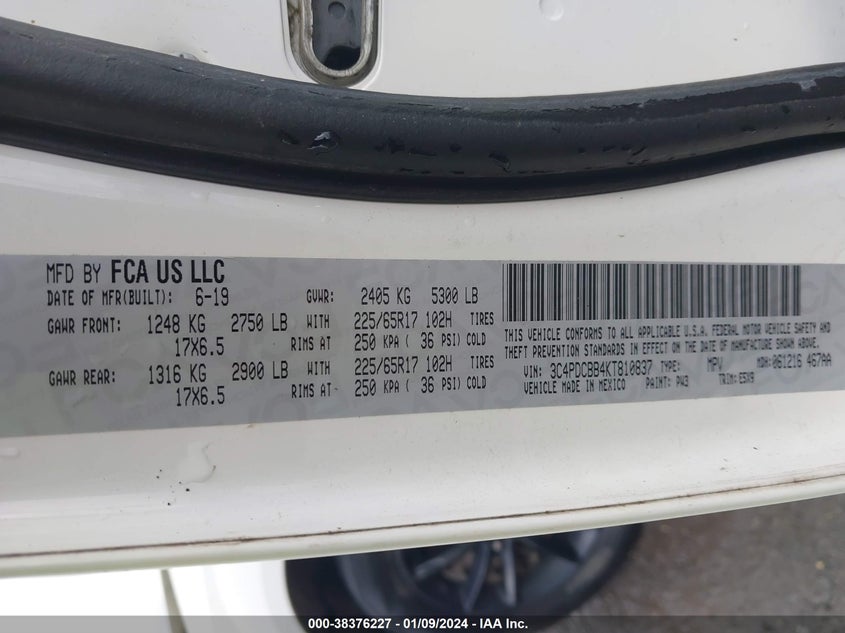 MFD BY FCA US LLC
DATE OF MFR(BUILT): 6-19 GVWR: 2405 KG 5300 LB
GAWR FRONT: 1248 KG 2750 LB WITH 225/65R17 102H TIRES
17X6.5 RIMS AT 250 KPA ( 36 PSI) COLD
GAWR REAR: 1316 KG 2900 LB WITH 225/65R17 102H TIRES
17X6.5 RIMS AT 250 KPA ( 36 PSI) COLD
THIS VEHICLE CONFORMS TO ALL APPLICABLE U.S.A. FEDERAL MOTOR VEHICLE SAFETY AND
THEFT PREVENTION STANDARDS IN EFFECT ON THE DATE OF MANUFACTURE SHOWN ABOVE.
VIN: 3C4PDCBB4KT810837 TYPE: MPV MDH: 061216 467AA
VEHICLE MADE IN MEXICO PAINT: PW3 TRIM: E5X9
000-38376227 - 01/09/2024 - IAA Inc.